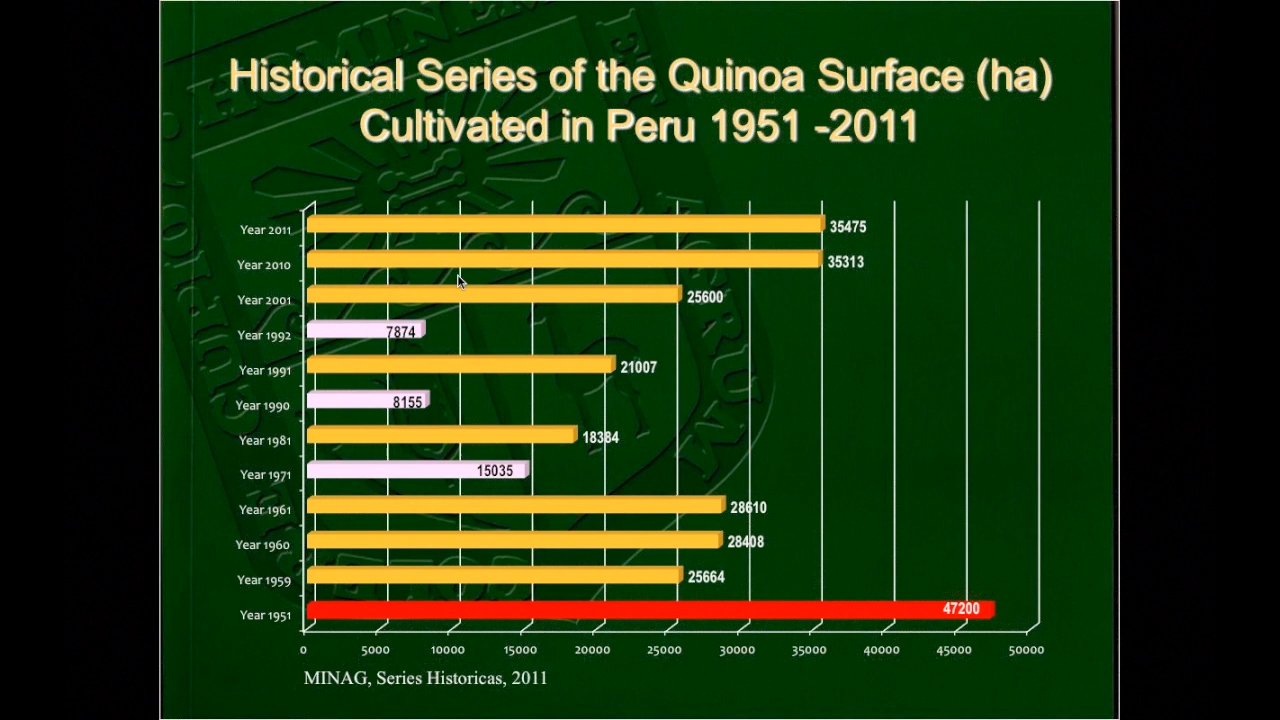 Historical Series of the Quinoa Surface (ha)
Cultivated in Peru 1951 -2011
Year 2011 35475
Year 2010 35313
Year 2001 25600
Year 1992 7874
Year 1991 21007
Year 1990 8155
Year 1981 18384
Year 1971 15035
Year 1961 28610
Year 1960 28408
Year 1959 25664
Year 1951 47200
0 5000 10000 15000 20000 25000 30000 35000 40000 45000 50000
MINAG, Series Historicas, 2011